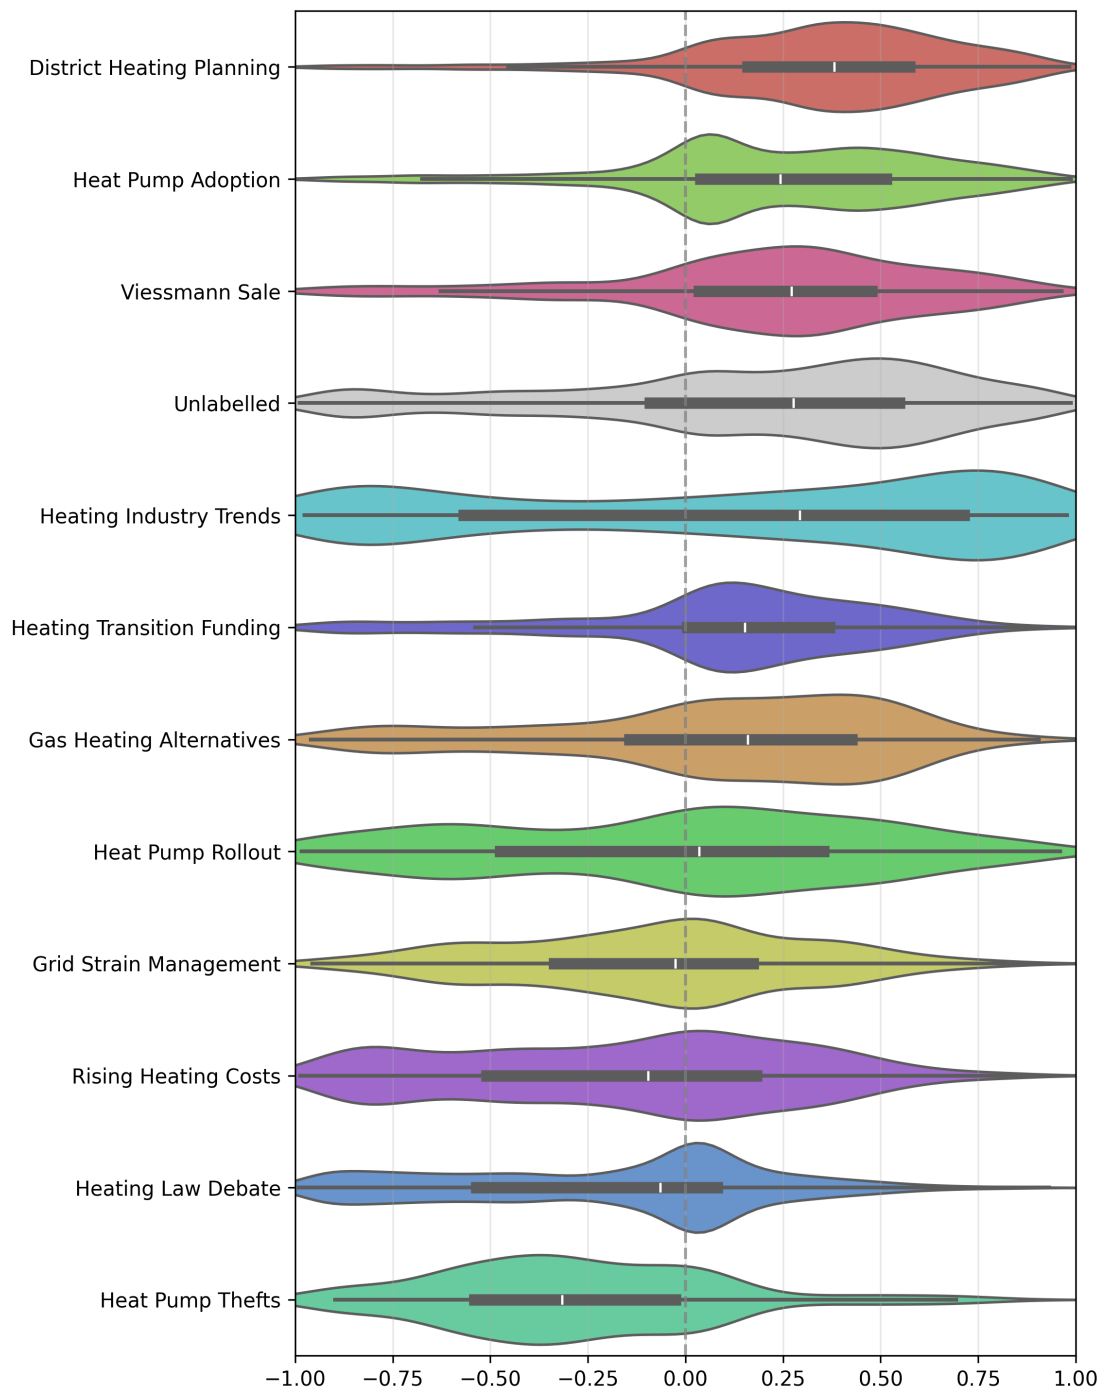 District Heating Planning
Heat Pump Adoption
Viessmann Sale
Unlabelled
Heating Industry Trends
Heating Transition Funding
Gas Heating Alternatives
Heat Pump Rollout
Grid Strain Management
Rising Heating Costs
Heating Law Debate
Heat Pump Thefts
−1.00 −0.75 −0.50 −0.25 0.00 0.25 0.50 0.75 1.00